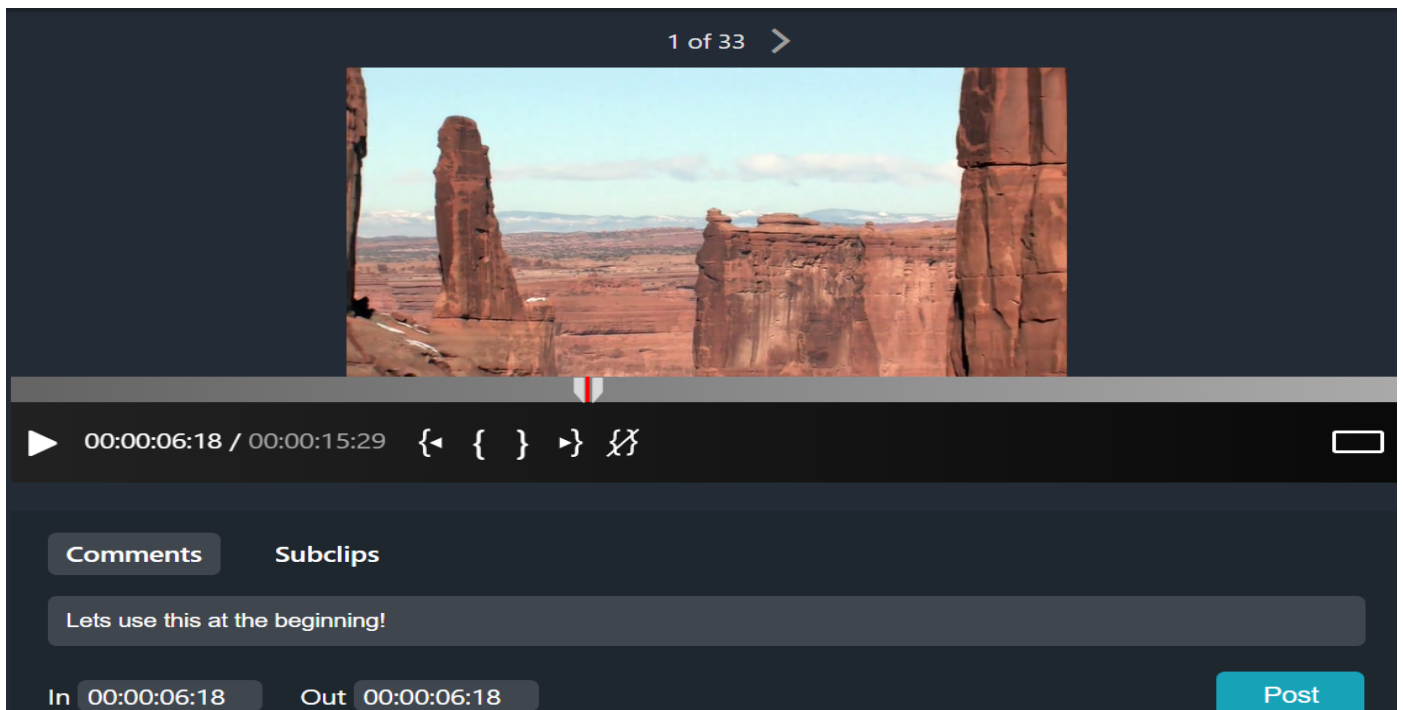 1 of 33
00:00:06:18 / 00:00:15:29
Comments Subclips
Lets use this at the beginning!
In 00:00:06:18 Out 00:00:06:18 Post